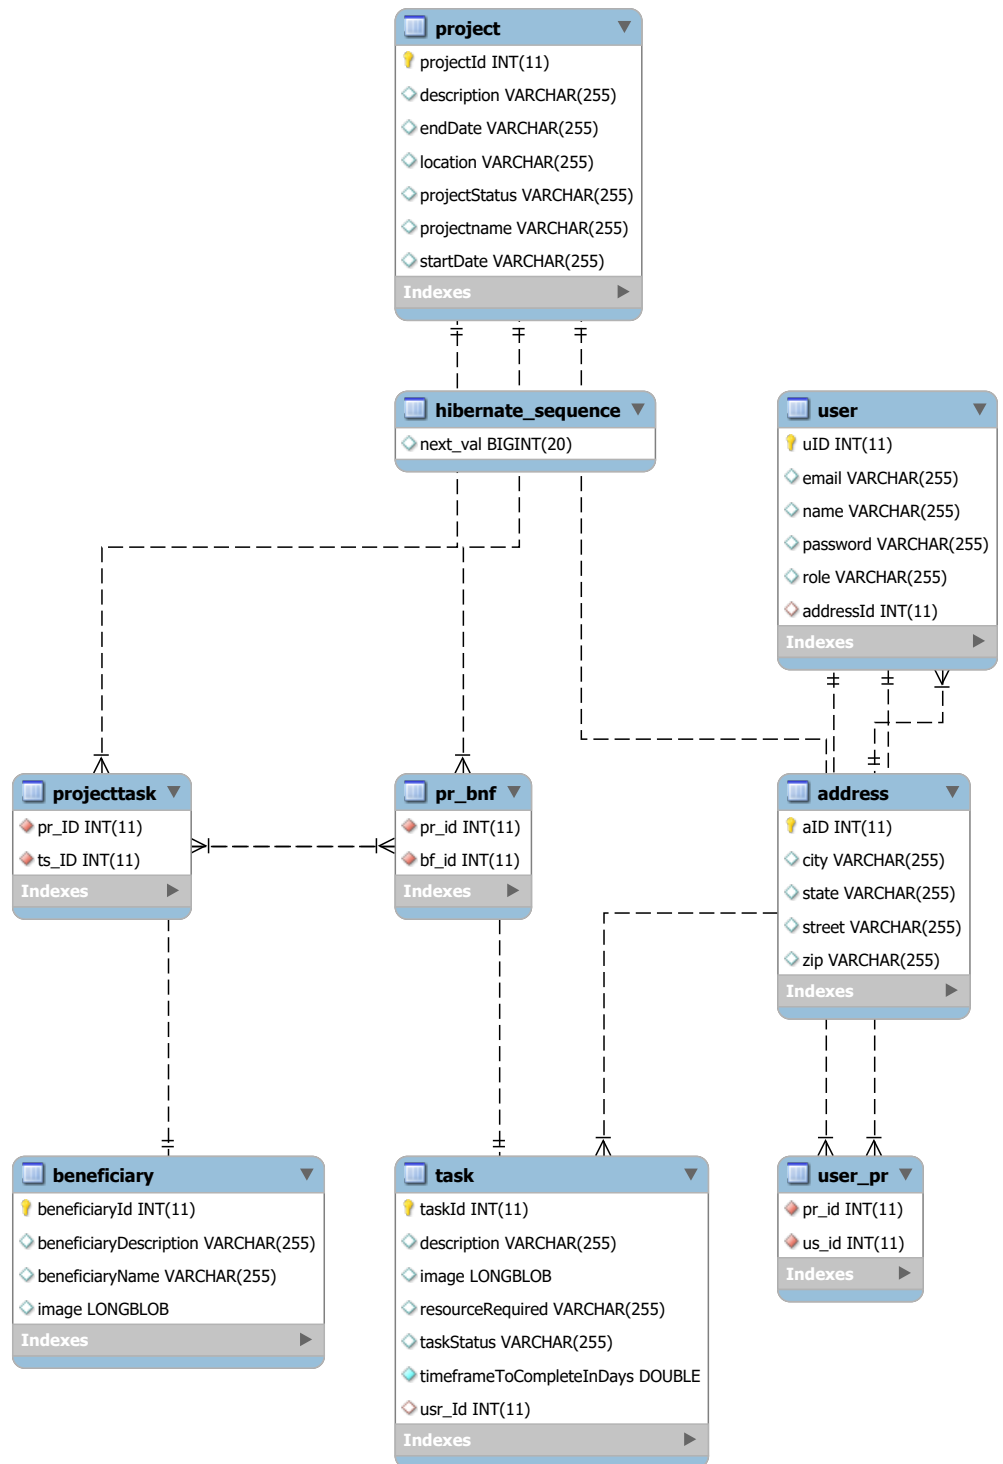 project
projectId INT(11)
description VARCHAR(255)
endDate VARCHAR(255)
location VARCHAR(255)
projectStatus VARCHAR(255)
projectname VARCHAR(255)
startDate VARCHAR(255)
Indexes
hibernate_sequence
next_val BIGINT(20)
user
uID INT(11)
email VARCHAR(255)
name VARCHAR(255)
password VARCHAR(255)
role VARCHAR(255)
addressId INT(11)
Indexes
projecttask
pr_ID INT(11)
ts_ID INT(11)
Indexes
pr_bnf
pr_id INT(11)
bf_id INT(11)
Indexes
address
aID INT(11)
city VARCHAR(255)
state VARCHAR(255)
street VARCHAR(255)
zip VARCHAR(255)
Indexes
beneficiary
beneficiaryId INT(11)
beneficiaryDescription VARCHAR(255)
beneficiaryName VARCHAR(255)
image LONGBLOB
Indexes
task
taskId INT(11)
description VARCHAR(255)
image LONGBLOB
resourceRequired VARCHAR(255)
taskStatus VARCHAR(255)
timeframeToCompleteInDays DOUBLE
usr_Id INT(11)
Indexes
user_pr
pr_id INT(11)
us_id INT(11)
Indexes